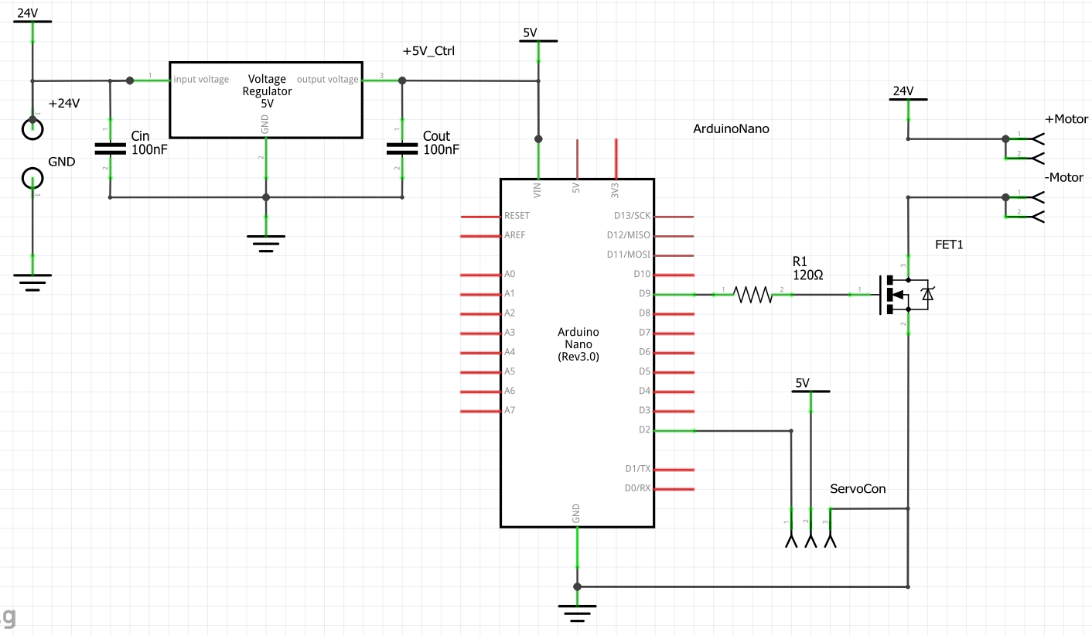 24V
+24V
GND
1
1
1
input voltage
Voltage
Regulator
5V
output voltage
GND
3
2
+5V_Ctrl
Cin
100nF
1
2
Cout
100nF
1
2
5V
ArduinoNano
VIN
5V
3V3
RESET
AREF
A0
A1
A2
A3
A4
A5
A6
A7
Arduino
Nano
(Rev3.0)
D13/SCK
D12/MISO
D11/MOSI
D10
D9
D8
D7
D6
D5
D4
D3
D2
D1/TX
D0/RX
GND
R1
120Ω
1
2
24V
+Motor
1
2
-Motor
1
2
FET1
1
3
2
5V
ServoCon
1
2
3
g